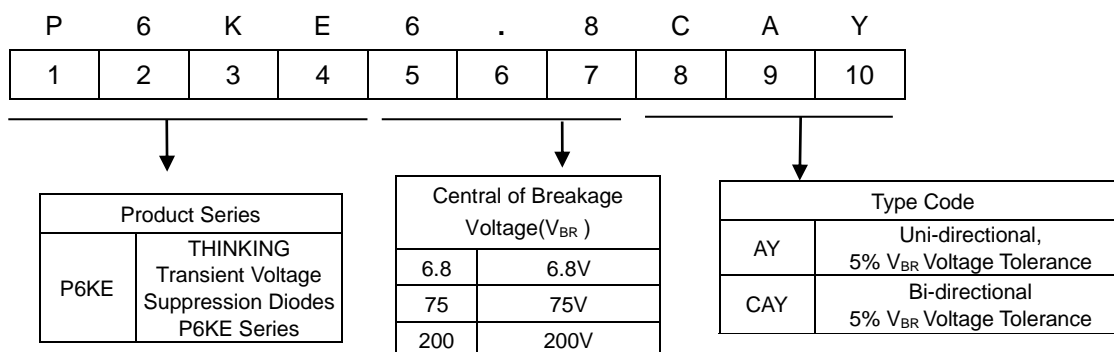 P 6 K E 6 . 8 C A Y
1 2 3 4 5 6 7 8 9 10
Product Series
P6KE
THINKING
Transient Voltage
Suppression Diodes
P6KE Series
Central of Breakage
Voltage(VBR )
6.8 6.8V
75 75V
200 200V
Type Code
AY
Uni-directional,
5% VBR Voltage Tolerance
CAY
Bi-directional
5% VBR Voltage Tolerance